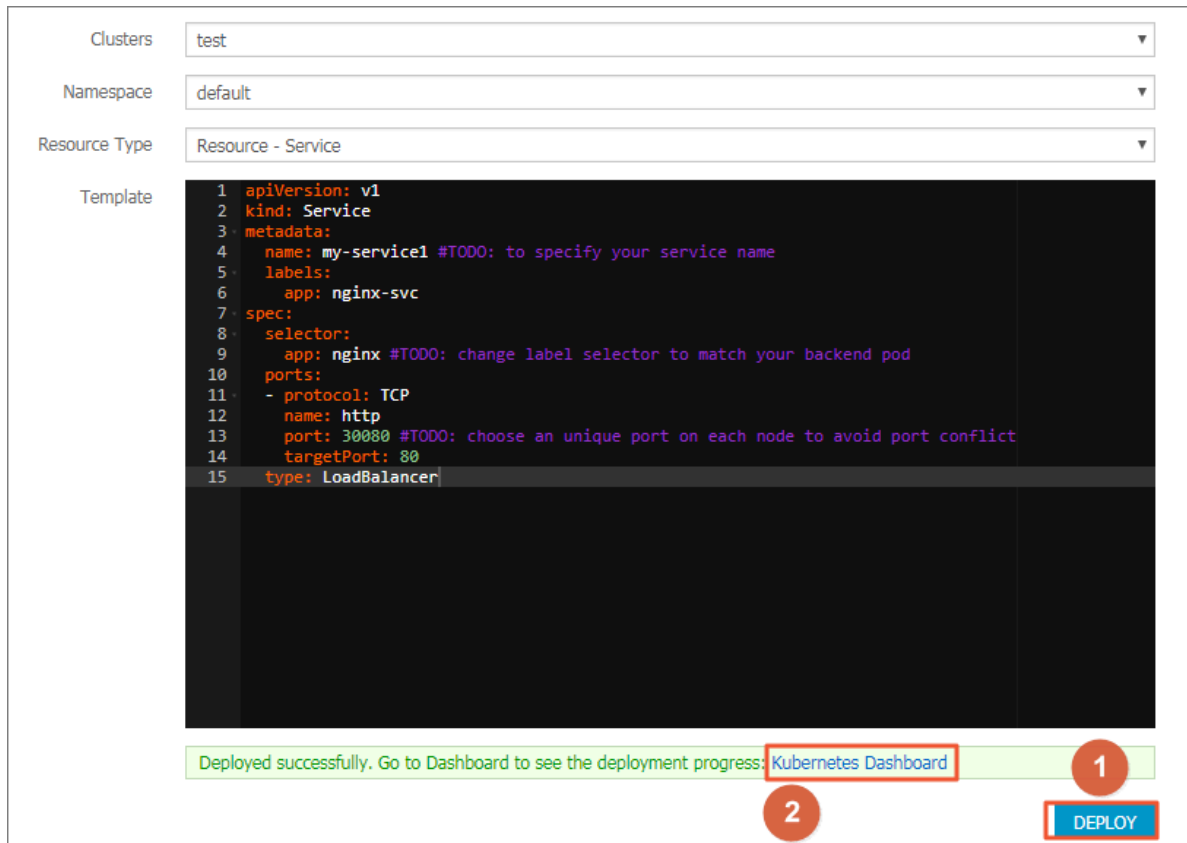 Clusters test
Namespace default
Resource Type Resource - Service
Template
1 apiVersion: v1
2 kind: Service
3 metadata:
4   name: my-service1 #TODO: to specify your service name
5   labels:
6     app: nginx-svc
7 spec:
8   selector:
9     app: nginx #TODO: change label selector to match your backend pod
10   ports:
11   - protocol: TCP
12     name: http
13     port: 30080 #TODO: choose an unique port on each node to avoid port conflict
14     targetPort: 80
15   type: LoadBalancer
Deployed successfully. Go to Dashboard to see the deployment progress: Kubernetes Dashboard
1
2
DEPLOY